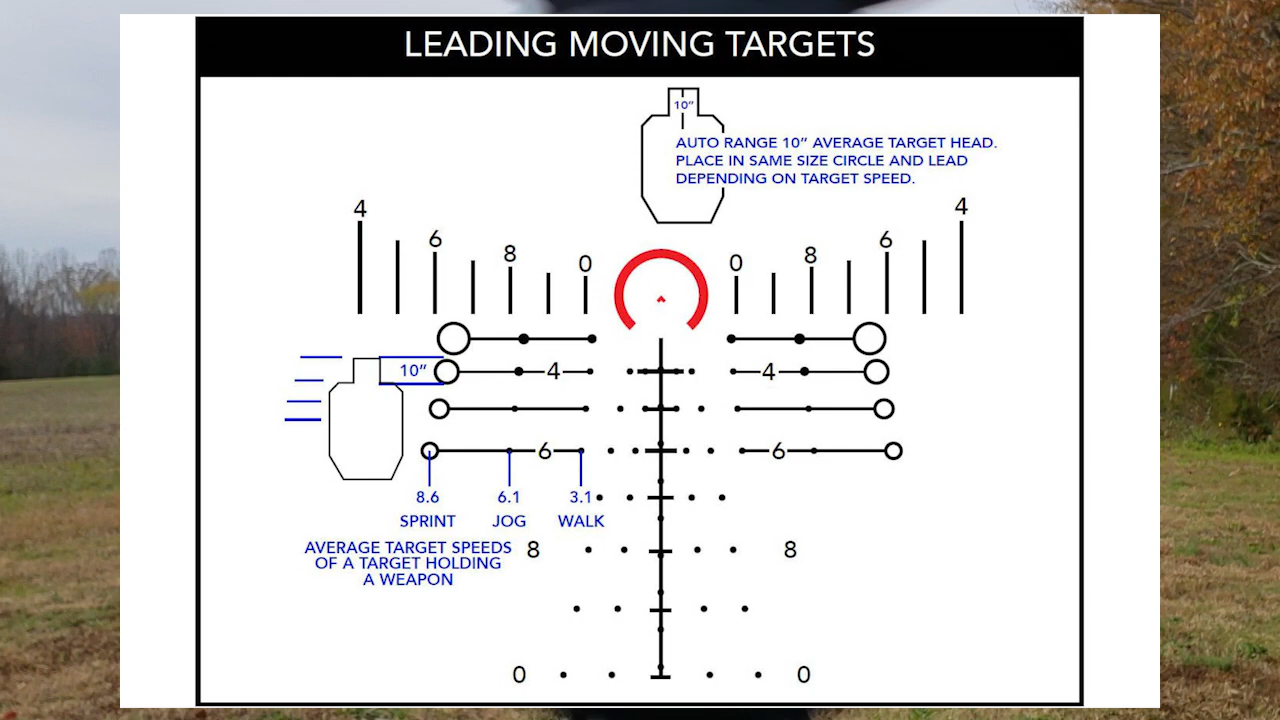 LEADING MOVING TARGETS
10”
AUTO RANGE 10” AVERAGE TARGET HEAD.
PLACE IN SAME SIZE CIRCLE AND LEAD
DEPENDING ON TARGET SPEED.
4 6 8 0 0 8 6 4
10” 4 4
6 6
8.6 6.1 3.1
SPRINT JOG WALK
AVERAGE TARGET SPEEDS
OF A TARGET HOLDING
A WEAPON
8 8
0 0